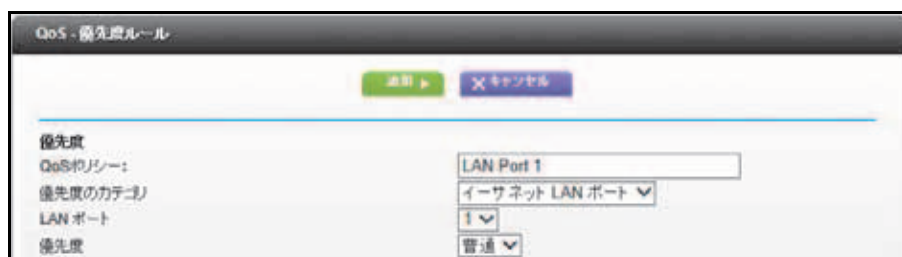 QoS - 優先度ルール
追加 ▶ X キャンセル
優先度
QoSポリシー: LAN Port 1
優先度のカテゴリ イーサネット LAN ポート
LAN ポート 1
優先度 普通